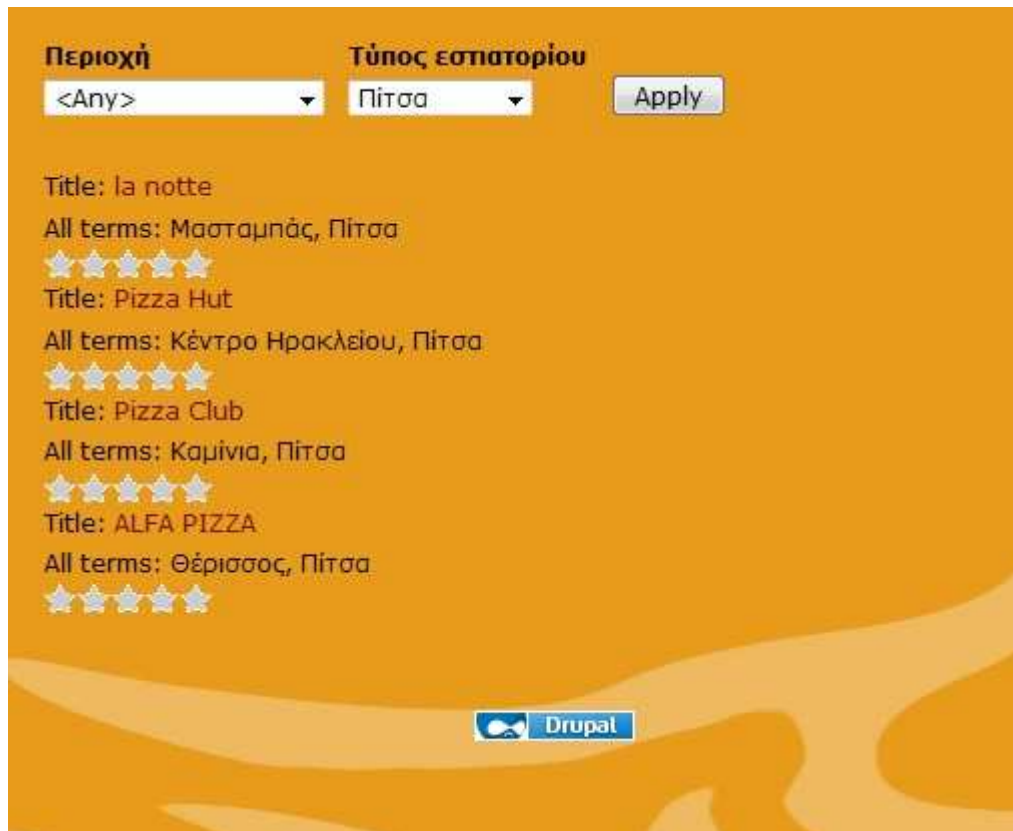 Περιοχή Τύπος εστιατορίου
<Any> Πίτσα Apply
Title: la notte
All terms: Μασταμπάς, Πίτσα
Title: Pizza Hut
All terms: Κέντρο Ηρακλείου, Πίτσα
Title: Pizza Club
All terms: Καμίνια, Πίτσα
Title: ALFA PIZZA
All terms: Θέρισσος, Πίτσα
Drupal